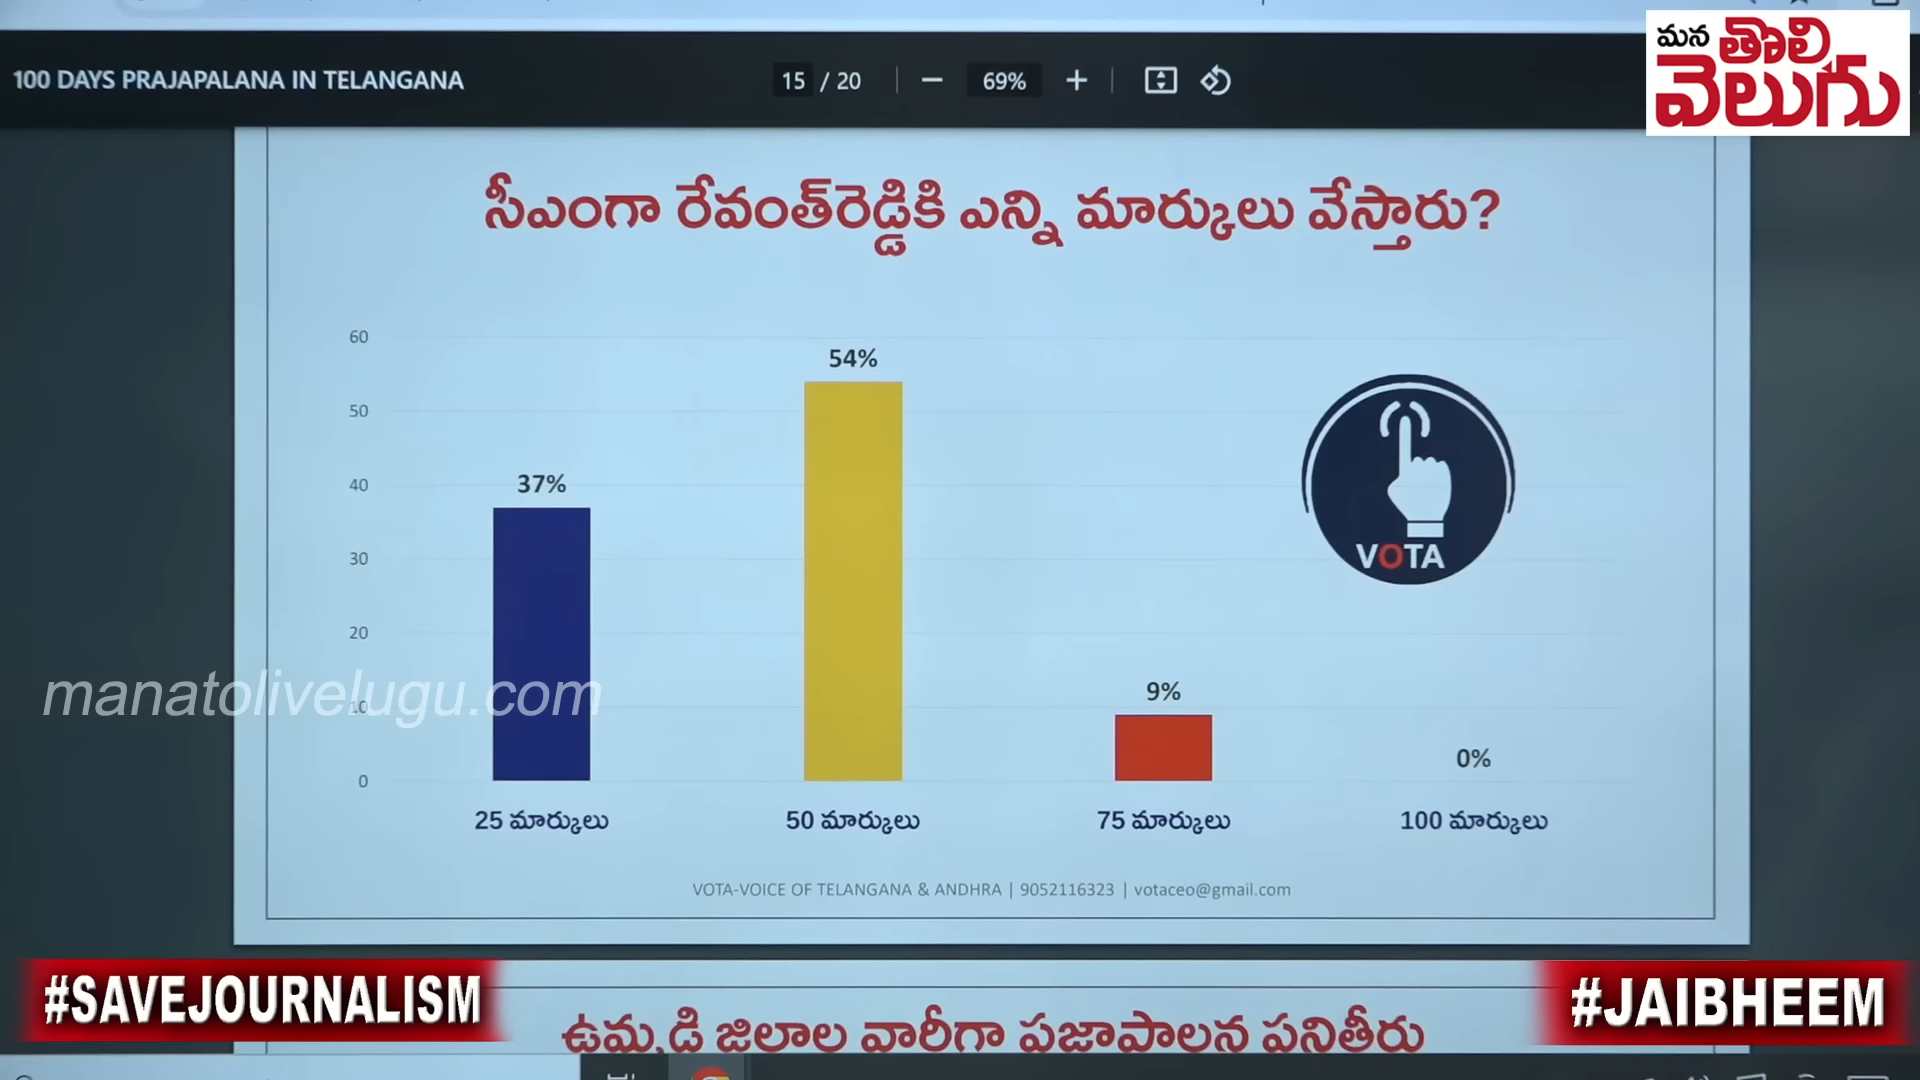 100 DAYS PRAJAPALANA IN TELANGANA
15 / 20
69%
మన
తొలి
వెలుగు
సీఎంగా రేవంత్‌రెడ్డికి ఎన్ని మార్కులు వేస్తారు?
60
50
40
30
20
10
0
37%
54%
9%
0%
VOTA
manatolivelugu.com
25 మార్కులు
50 మార్కులు
75 మార్కులు
100 మార్కులు
VOTA-VOICE OF TELANGANA & ANDHRA | 9052116323 | votaceo@gmail.com
#SAVEJOURNALISM
#JAIBHEEM
ఉమ్మడి జిలాల వారీగా పజాపాలన పనితీరు